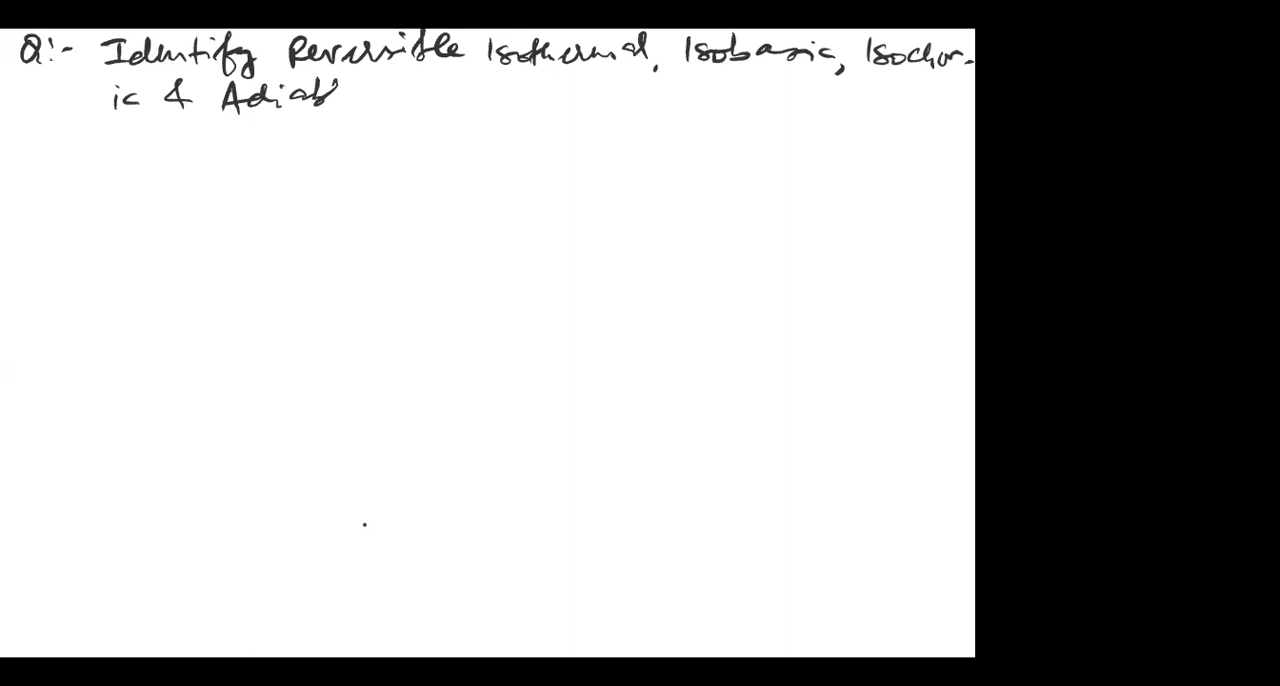 Q:- Identify Reversible Isothermal, Isobaric, Isochor-
ic & Adiab